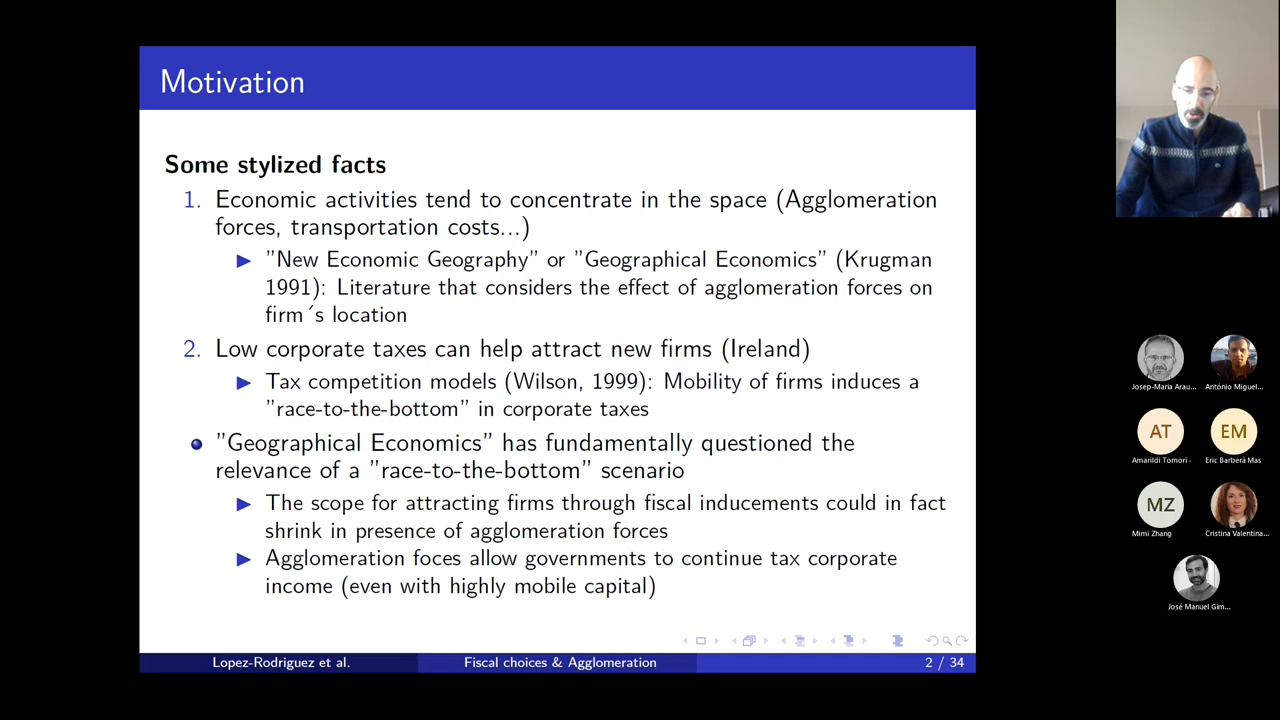 Motivation
Some stylized facts
1. Economic activities tend to concentrate in the space (Agglomeration
forces, transportation costs...)
▶ ”New Economic Geography” or ”Geographical Economics” (Krugman
1991): Literature that considers the effect of agglomeration forces on
firm´s location
2. Low corporate taxes can help attract new firms (Ireland)
▶ Tax competition models (Wilson, 1999): Mobility of firms induces a
”race-to-the-bottom” in corporate taxes
”Geographical Economics” has fundamentally questioned the
relevance of a ”race-to-the-bottom” scenario
▶ The scope for attracting firms through fiscal inducements could in fact
shrink in presence of agglomeration forces
▶ Agglomeration foces allow governments to continue tax corporate
income (even with highly mobile capital)
Lopez-Rodriguez et al.
Fiscal choices & Agglomeration
2 / 34
Josep-Maria Arau...
António Miguel...
AT
EM
Amarildi Tomori -
Eric Barberá Mas
MZ
Mimi Zhang
Cristina Valentina...
José Manuel Gim...